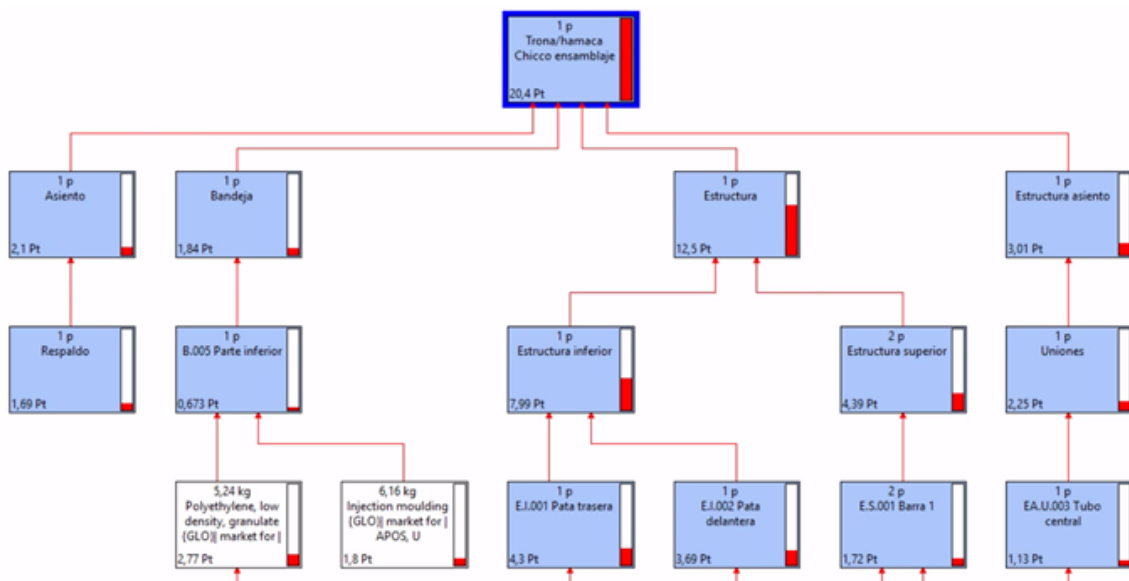 1 p
Trona/hamaca
Chicco ensamblaje
20,4 Pt
1 p
Asiento
2,1 Pt
1 p
Bandeja
1,84 Pt
1 p
Estructura
12,5 Pt
1 p
Estructura asiento
3,01 Pt
1 p
Respaldo
1,69 Pt
1 p
B.005 Parte inferior
0,673 Pt
1 p
Estructura inferior
7,99 Pt
2 p
Estructura superior
4,39 Pt
1 p
Uniones
2,25 Pt
5,24 kg
Polyethylene, low
density, granulate
{GLO}| market for |
2,77 Pt
6,16 kg
Injection moulding
{GLO}| market for |
APOS, U
1,8 Pt
1 p
E.I.001 Pata trasera
4,3 Pt
1 p
E.I.002 Pata
delantera
3,69 Pt
2 p
E.S.001 Barra 1
1,72 Pt
1 p
EA.U.003 Tubo
central
1,13 Pt